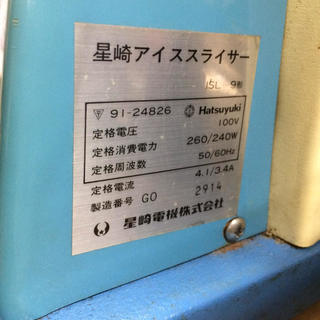 星崎アイススライサー
ISL-9形
91-24826 Hatsuyuki
定格電圧 100V
定格消費電力 260/240W
定格周波数 50/60Hz
定格電流 4.1/3.4A
製造番号 GO 2914
星崎電機株式会社